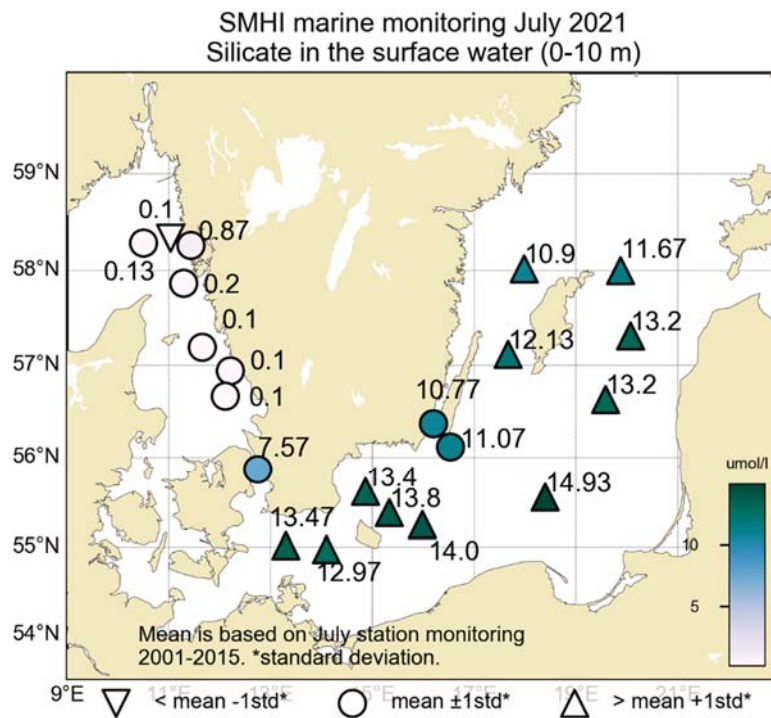 SMHI marine monitoring July 2021
Silicate in the surface water (0-10 m)
59°N
0.1
0.87
58°N
0.13
0.2
10.9
11.67
0.1
13.2
57°N
12.13
0.1
0.1
13.2
10.77
56°N
7.57
11.07
umol/l
13.4
14.93
13.8
10
13.47
14.0
55°N
12.97
5
54°N
Mean is based on July station monitoring
2001-2015. *standard deviation.
9°E 11°E 13°E 15°E 17°E 19°E 21°E 23°E
< mean -1std* mean ±1std* > mean +1std*